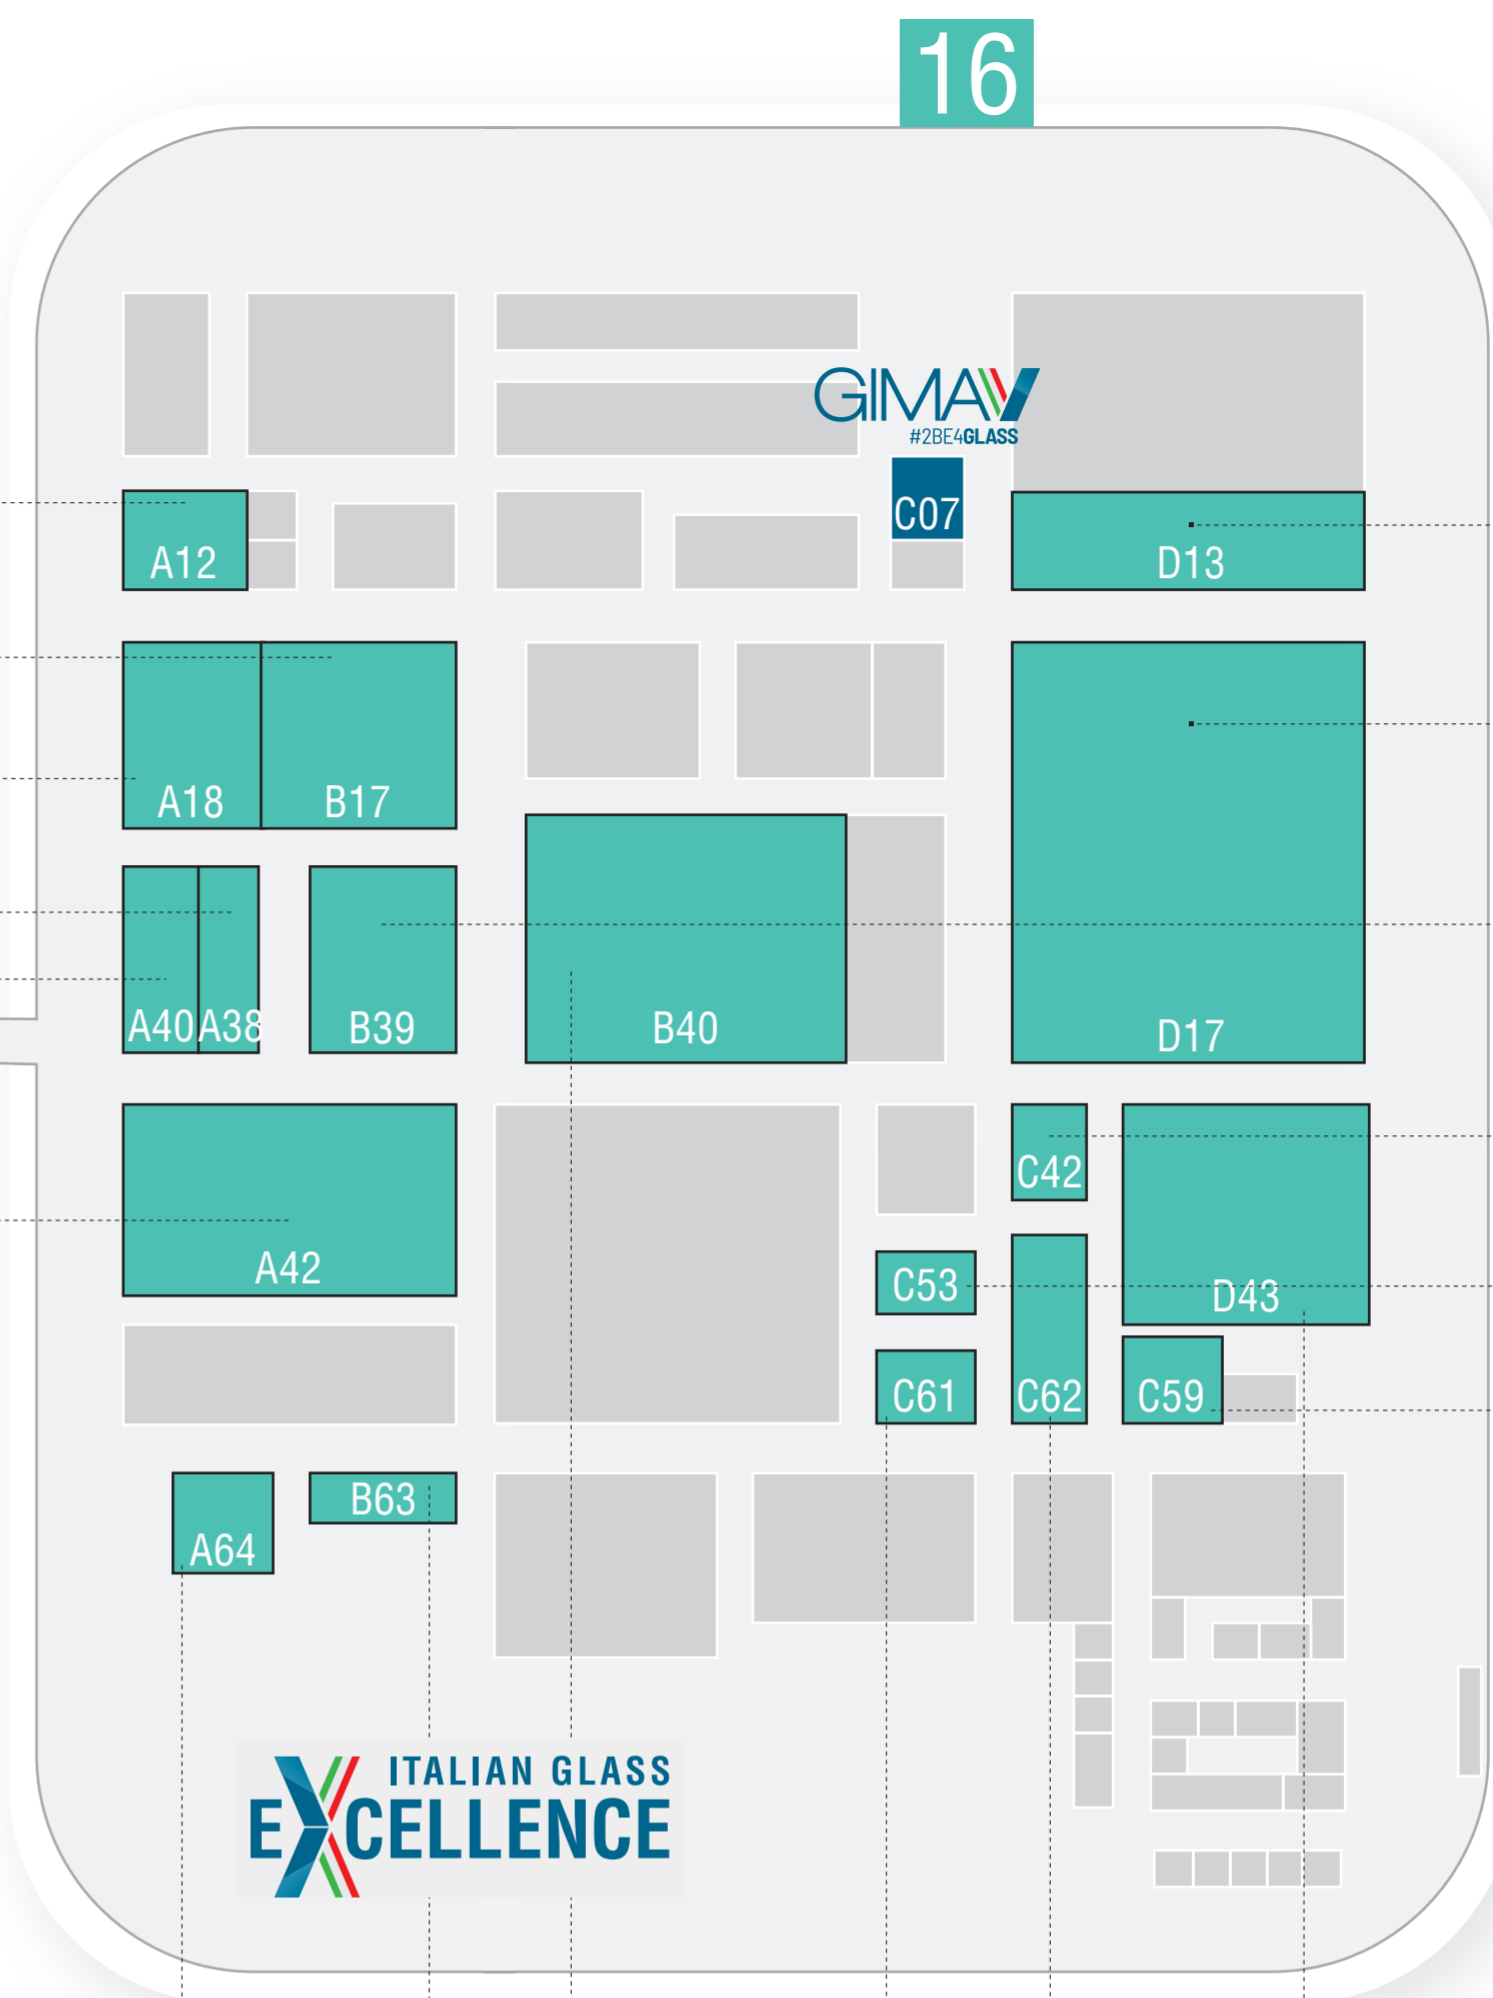 16
GIMAV
#2BE4GLASS
C07
A12
D13
A18
B17
A40
A38
B39
B40
D17
C42
A42
C53
D43
C61
C62
C59
B63
A64
ITALIAN GLASS
EXCELLENCE